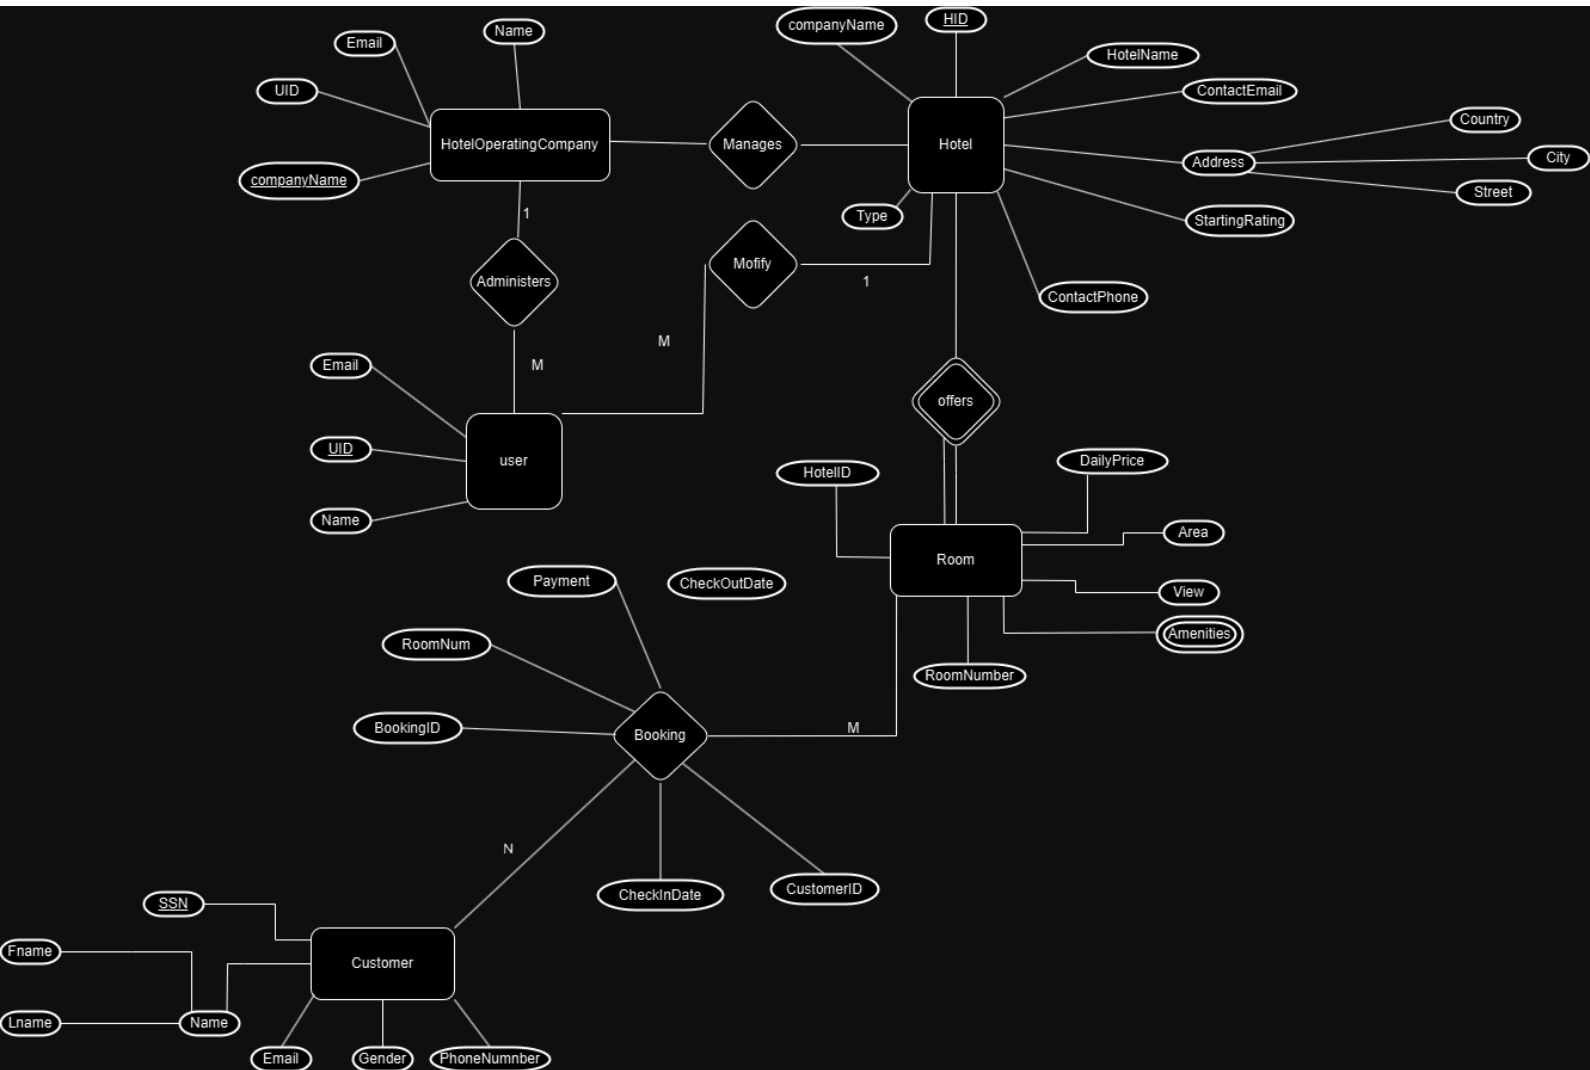 companyName
HID
Name
Email
HotelName
UID
ContactEmail
Country
HotelOperatingCompany
Manages
Hotel
City
Address
companyName
Street
Type
StartingRating
1
Mofify
Administers
1
ContactPhone
M
Email
M
offers
UID
user
HotelID
DailyPrice
Name
Area
Room
Payment
CheckOutDate
View
Amenities
RoomNum
RoomNumber
BookingID
Booking
M
N
CheckInDate
CustomerID
SSN
Fname
Customer
Lname
Name
Email
Gender
PhoneNumnber